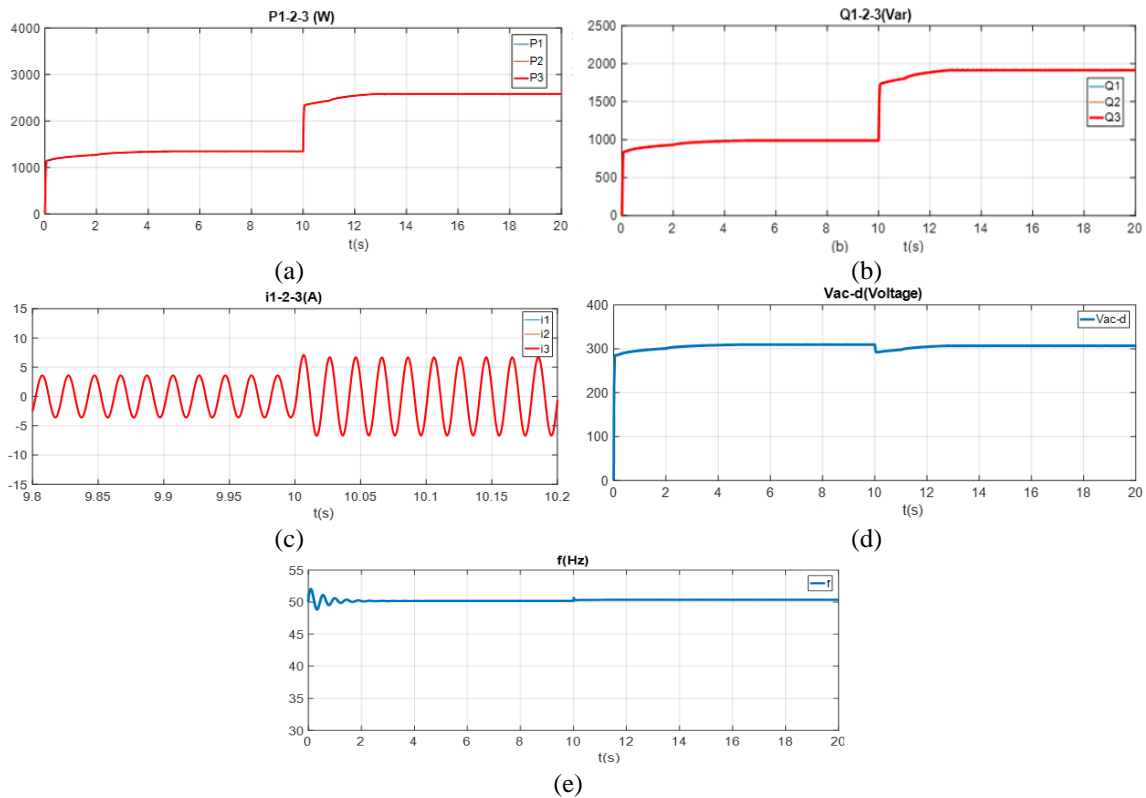 P1-2-3 (W)
4000
3000
2000
1000
0
P1
P2
P3
0 2 4 6 8 10 12 14 16 18 20
t(s)
(a)
Q1-2-3(Var)
2500
2000
1500
1000
500
0
Q1
Q2
Q3
0 2 4 6 8 10 12 14 16 18 20
(b) t(s)
(b)
i1-2-3(A)
15
10
5
0
-5
-10
-15
i1
i2
i3
9.8 9.85 9.9 9.95 10 10.05 10.1 10.15 10.2
t(s)
(c)
Vac-d(Voltage)
400
300
200
100
0
Vac-d
0 2 4 6 8 10 12 14 16 18 20
t(s)
(d)
f(Hz)
55
50
45
40
35
30
f
0 2 4 6 8 10 12 14 16 18 20
t(s)
(e)